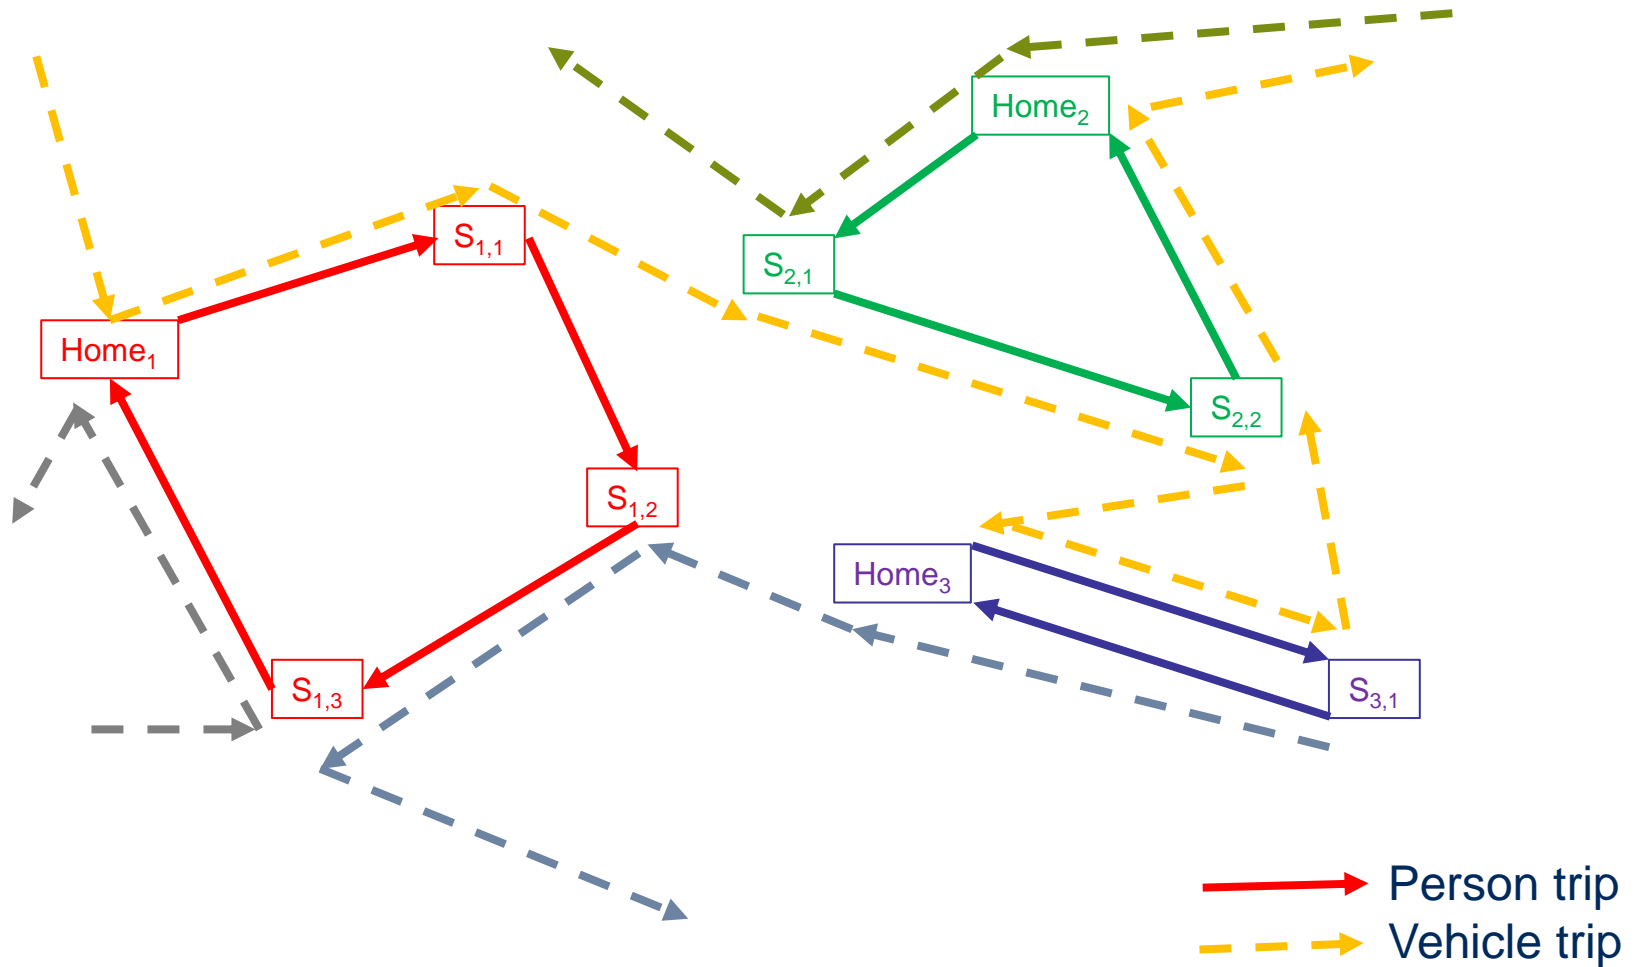 Home₂
S₁,₁
S₂,₁
Home₁
S₂,₂
S₁,₂
Home₃
S₁,₃
S₃,₁
Person trip
Vehicle trip